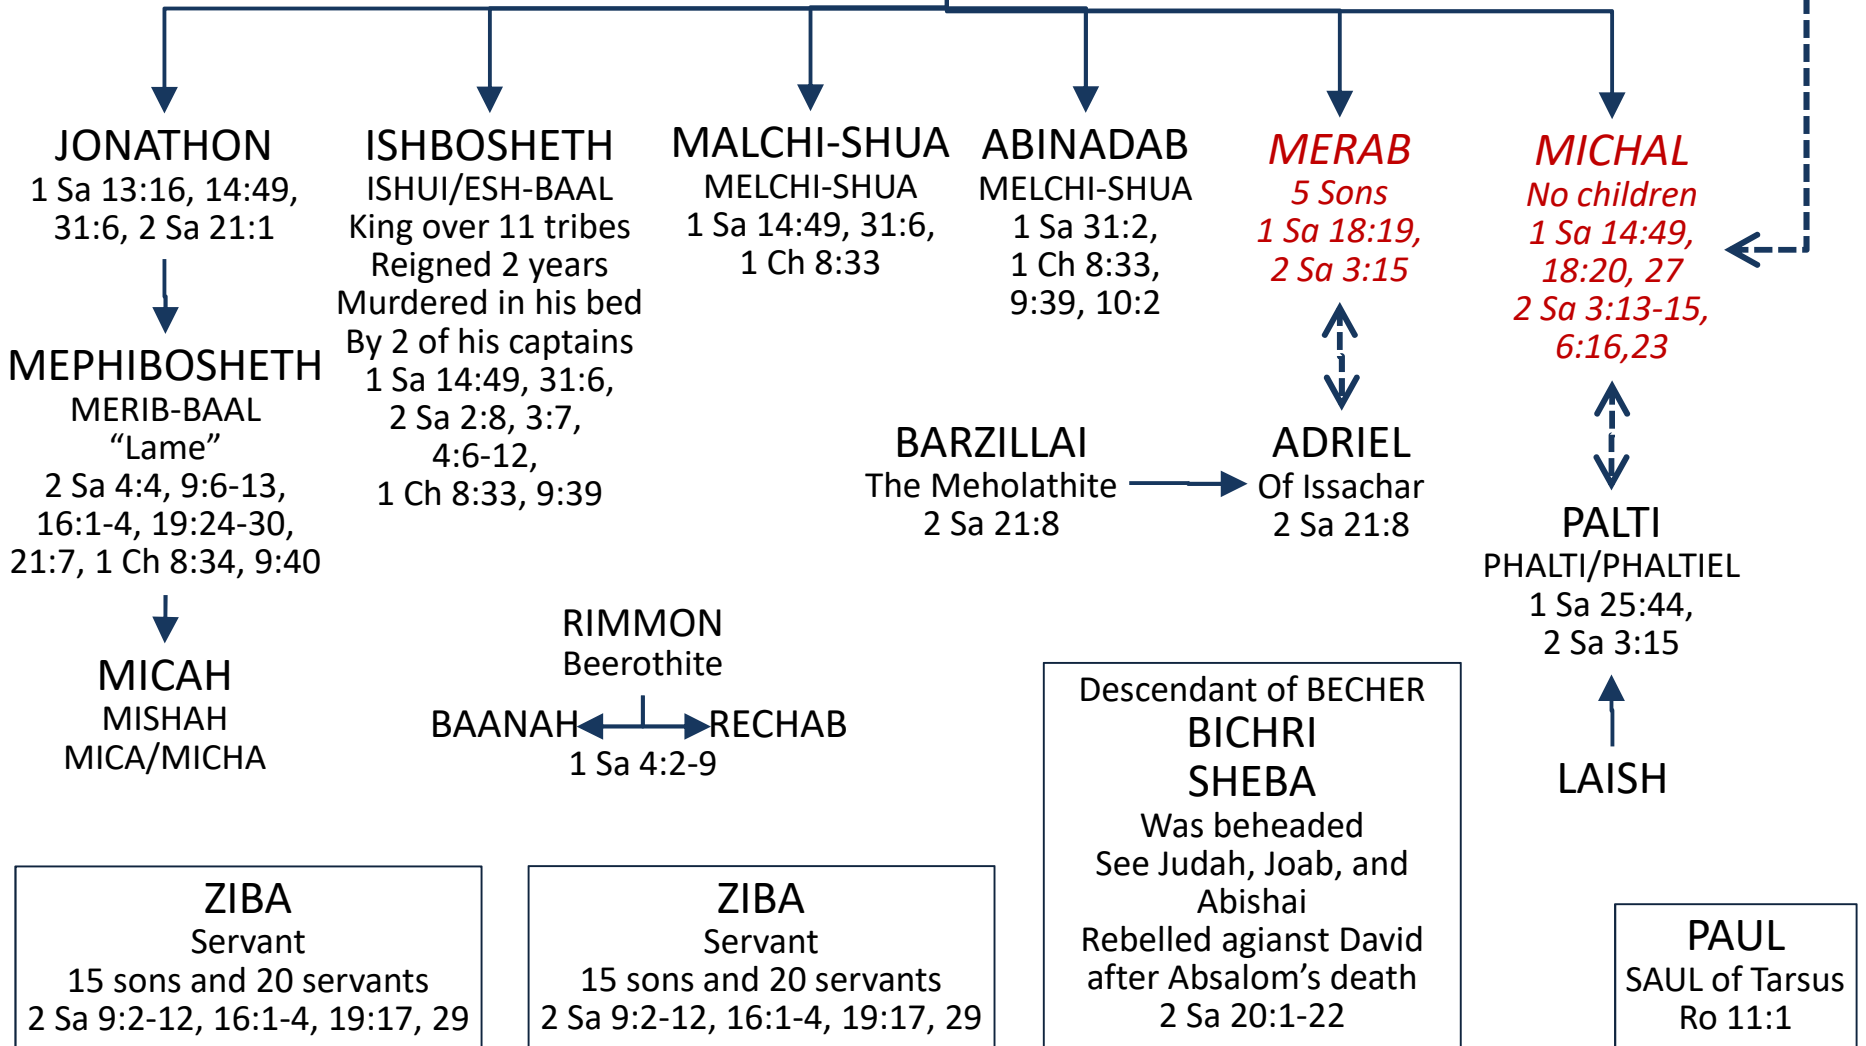 JONATHON
1 Sa 13:16, 14:49,
31:6, 2 Sa 21:1
ISHBOSHETH
ISHUI/ESH-BAAL
King over 11 tribes
Reigned 2 years
Murdered in his bed
By 2 of his captains
1 Sa 14:49, 31:6,
2 Sa 2:8, 3:7,
4:6-12,
1 Ch 8:33, 9:39
MALCHI-SHUA
MELCHI-SHUA
1 Sa 14:49, 31:6,
1 Ch 8:33
ABINADAB
MELCHI-SHUA
1 Sa 31:2,
1 Ch 8:33,
9:39, 10:2
MERAB
5 Sons
1 Sa 18:19,
2 Sa 3:15
MICHAL
No children
1 Sa 14:49,
18:20, 27
2 Sa 3:13-15,
6:16,23
MEPHIBOSHETH
MERIB-BAAL
“Lame”
2 Sa 4:4, 9:6-13,
16:1-4, 19:24-30,
21:7, 1 Ch 8:34, 9:40
BARZILLAI
The Meholathite
2 Sa 21:8
ADRIEL
Of Issachar
2 Sa 21:8
PALTI
PHALTI/PHALTIEL
1 Sa 25:44,
2 Sa 3:15
LAISH
MICAH
MISHAH
MICA/MICHA
RIMMON
Beerothite
BAANAH
RECHAB
1 Sa 4:2-9
Descendant of BECHER
BICHRI
SHEBA
Was beheaded
See Judah, Joab, and
Abishai
Rebelled agianst David
after Absalom’s death
2 Sa 20:1-22
ZIBA
Servant
15 sons and 20 servants
2 Sa 9:2-12, 16:1-4, 19:17, 29
ZIBA
Servant
15 sons and 20 servants
2 Sa 9:2-12, 16:1-4, 19:17, 29
PAUL
SAUL of Tarsus
Ro 11:1